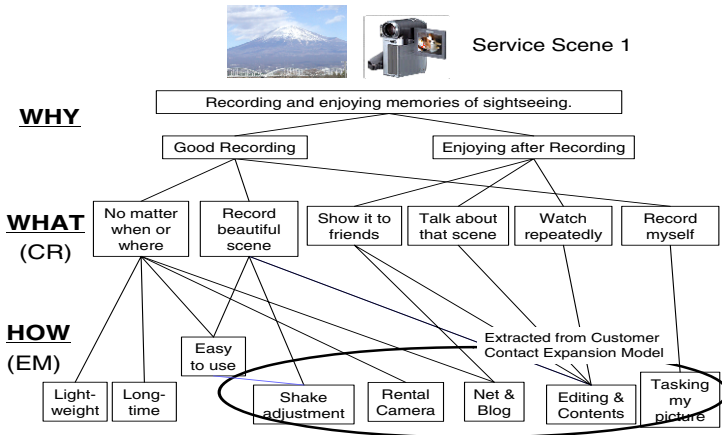 Service Scene 1
WHY
Recording and enjoying memories of sightseeing.
Good Recording
Enjoying after Recording
WHAT
(CR)
No matter
when or
where
Record
beautiful
scene
Show it to
friends
Talk about
that scene
Watch
repeatedly
Record
myself
HOW
(EM)
Extracted from Customer
Contact Expansion Model
Easy
to use
Light-
weight
Long-
time
Shake
adjustment
Rental
Camera
Net &
Blog
Editing &
Contents
Tasking
my
picture